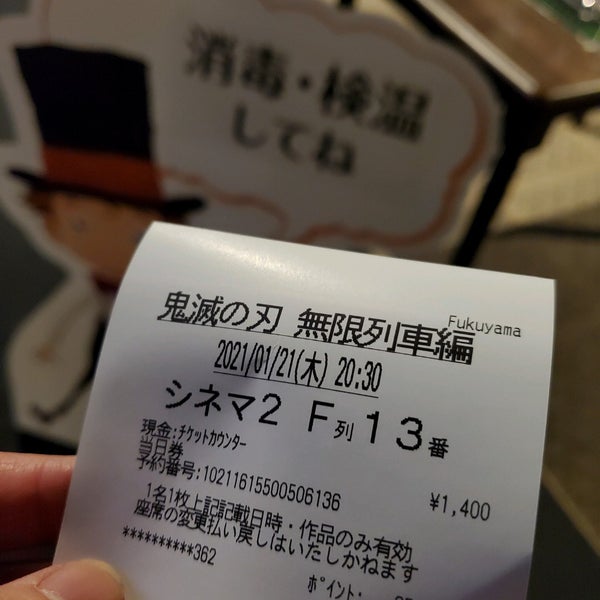 消毒・検温
してね
Fukuyama
鬼滅の刃 無限列車編
2021/01/21(木) 20:30
シネマ2 F列13番
現金:ﾁｹｯﾄｶｳﾝﾀｰ
当日券
予約番号:10211615500506136 ¥1,400
1名1枚上記記載日時・作品のみ有効
座席の変更払い戻しはいたしかねます
**********362
ﾎﾟｲﾝﾄ: